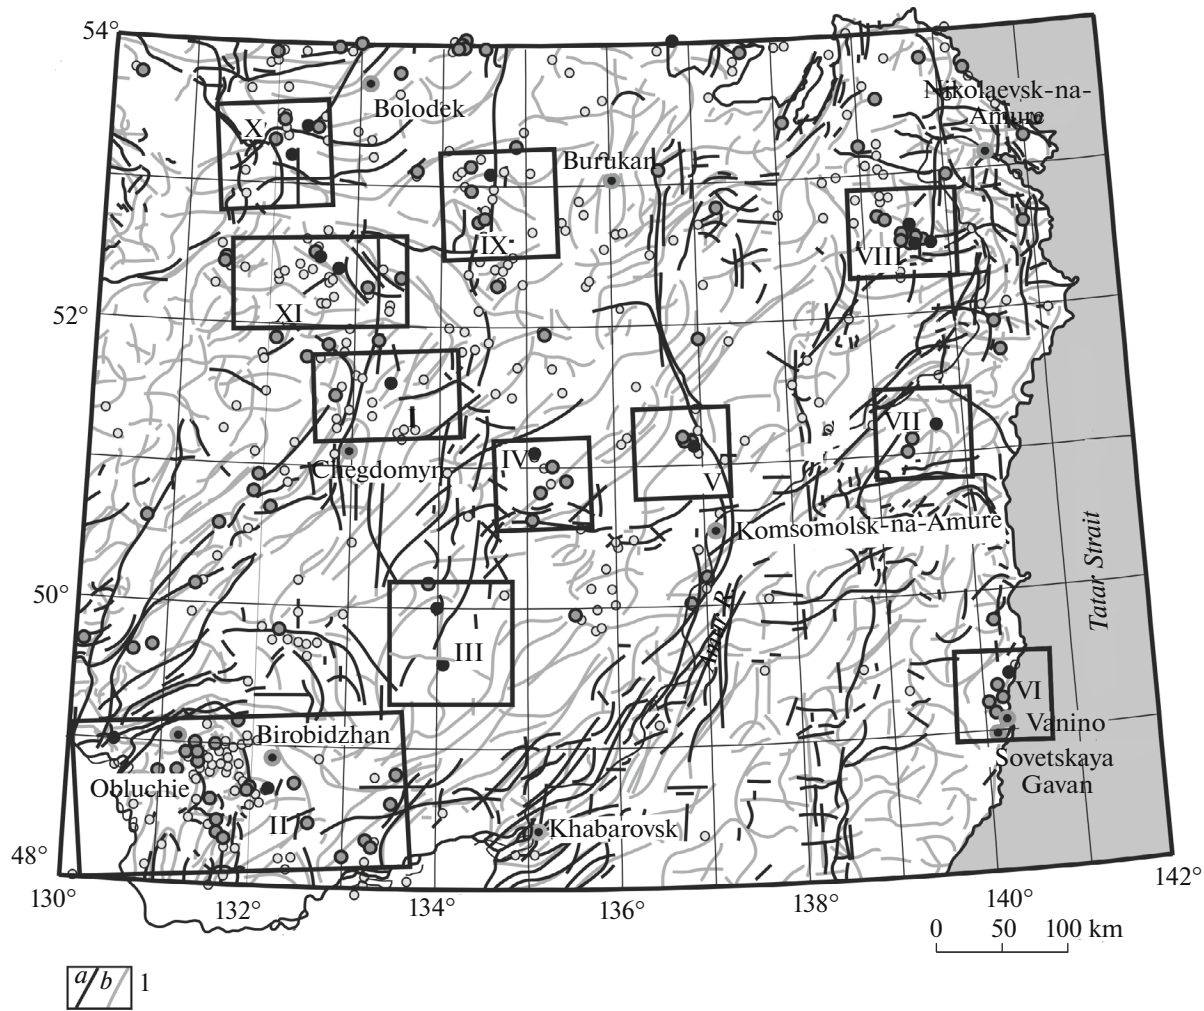 54°
Nikolaevsk-na-
Amure
Bolodek
X
Burukan
IX
VIII
XI
52°
I
VII
IV
Chegdomyn
V
Komsomolsk-na-Amure
Tatar Strait
50°
Amur R.
III
VI
Vanino
Birobidzhan
Sovetskaya
Gavan
Obluchie
II
Khabarovsk
48°
130°
132°
134°
136°
138°
140°
142°
0 50 100 km
a b 1